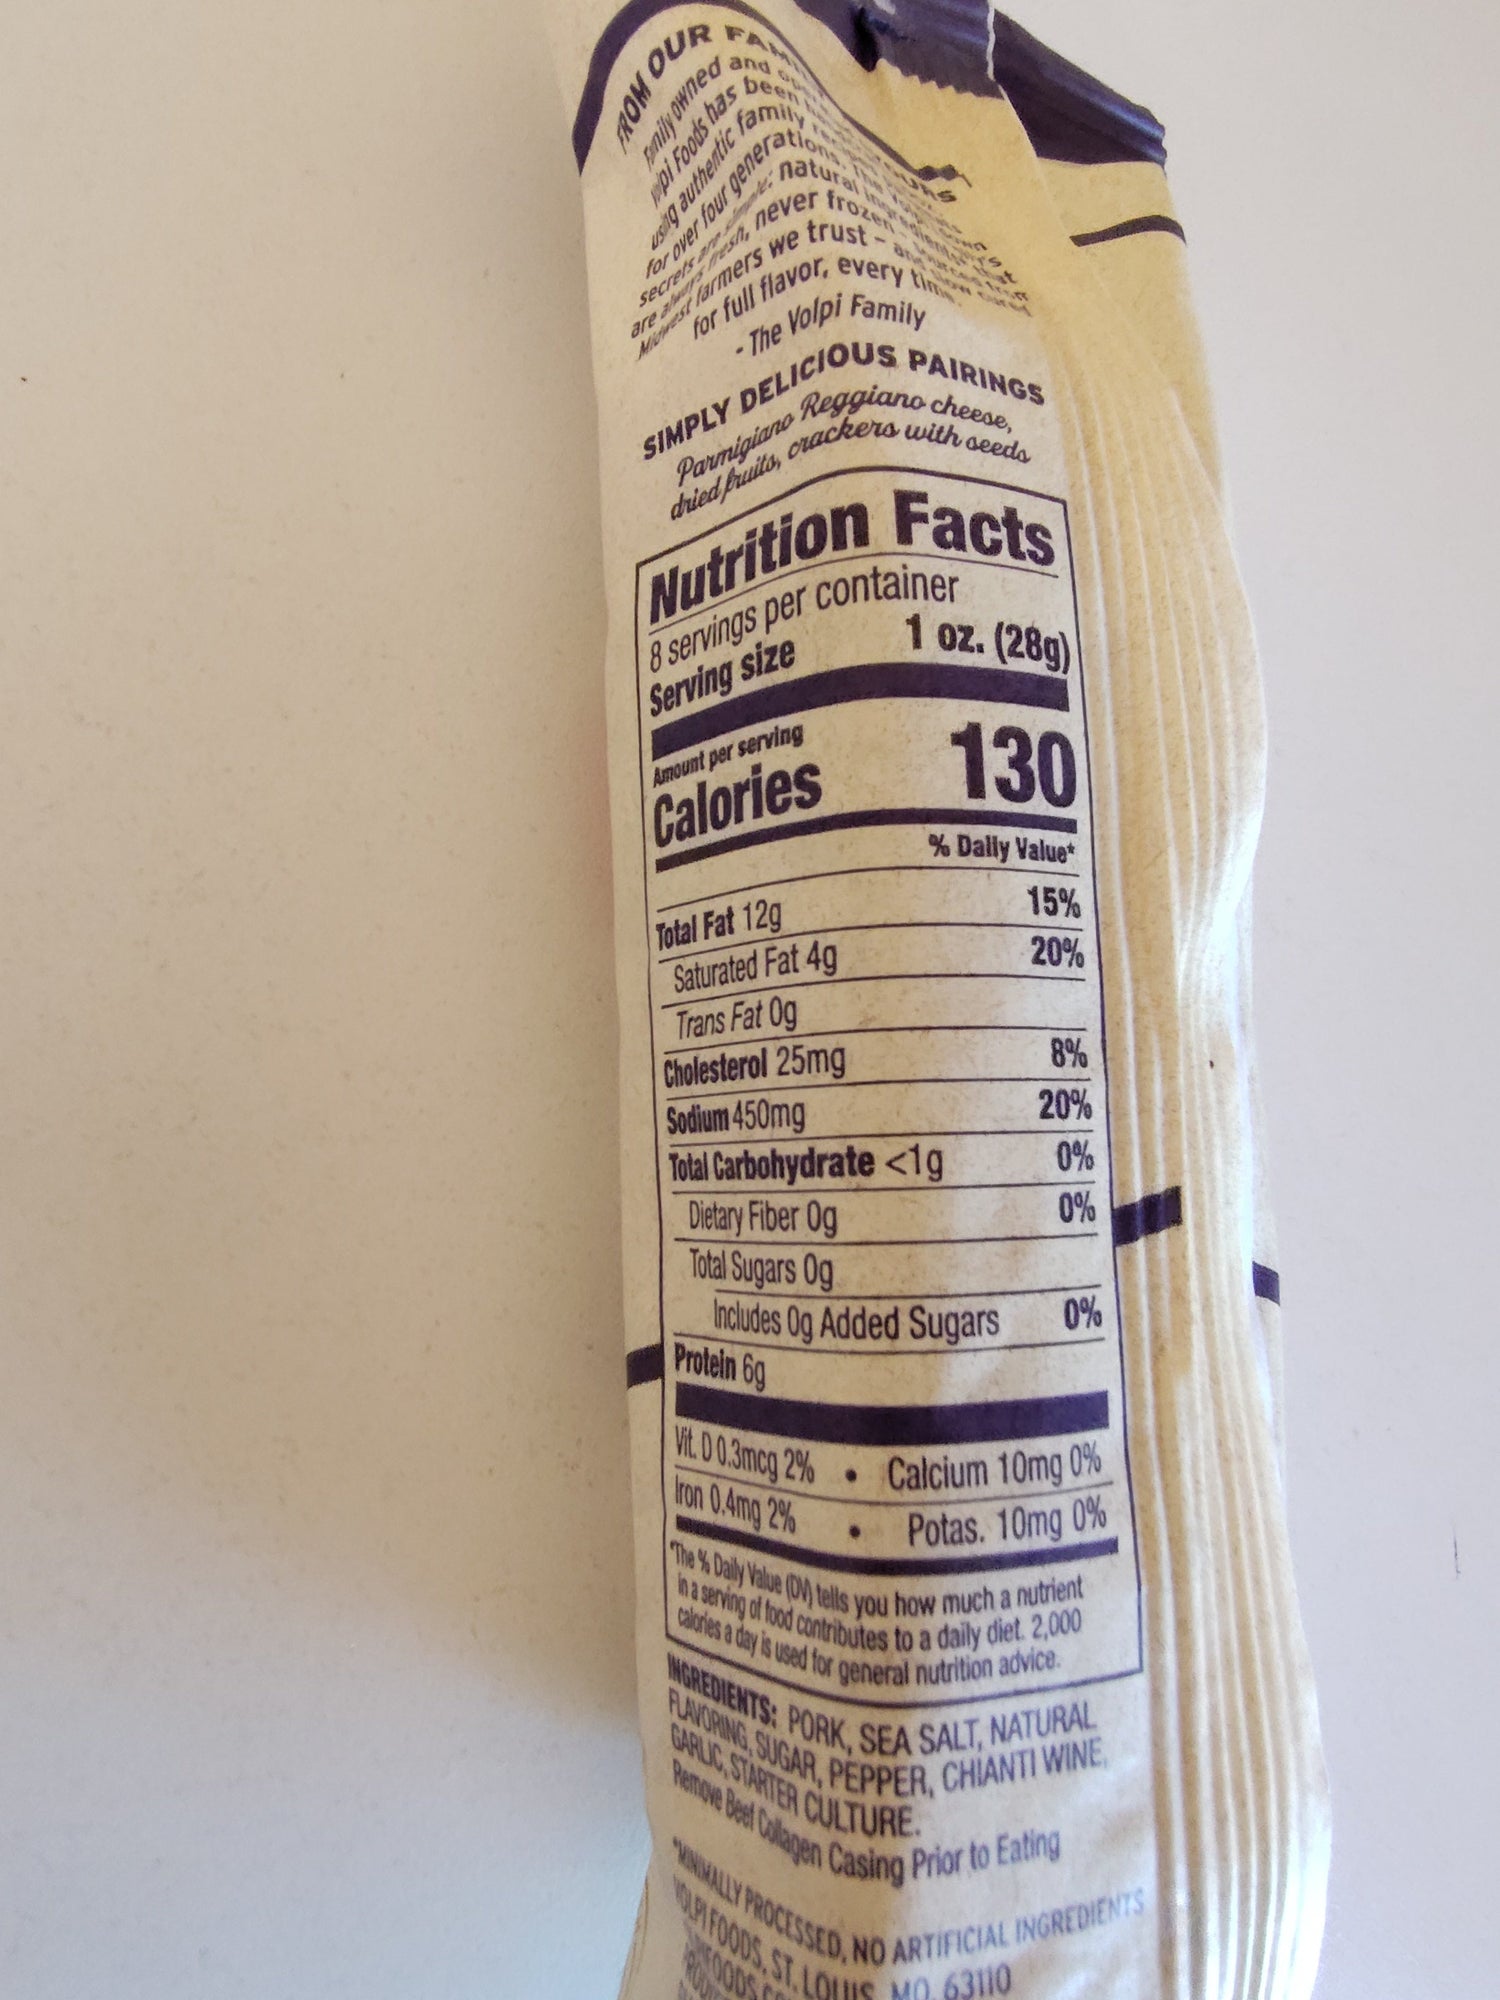 FROM OUR FAM
Family owned and
Volpi Foods has been
using authentic family
for over four generations. The
secrets are simple: natural ingredients that
are always fresh, never frozen - sourced from
Midwest farmers we trust - and slow cured
for full flavor, every time.
- The Volpi Family
SIMPLY DELICIOUS PAIRINGS
Parmigiano Reggiano cheese,
dried fruits, crackers with seeds
Nutrition Facts
8 servings per container
Serving size 1 oz. (28g)
Amount per serving
Calories 130
% Daily Value*
Total Fat 12g 15%
Saturated Fat 4g 20%
Trans Fat 0g
Cholesterol 25mg 8%
Sodium 450mg 20%
Total Carbohydrate <1g 0%
Dietary Fiber 0g 0%
Total Sugars 0g
Includes 0g Added Sugars 0%
Protein 6g
Vit. D 0.3mcg 2% • Calcium 10mg 0%
Iron 0.4mg 2% • Potas. 10mg 0%
*The % Daily Value (DV) tells you how much a nutrient
in a serving of food contributes to a daily diet. 2,000
calories a day is used for general nutrition advice.
INGREDIENTS: PORK, SEA SALT, NATURAL
FLAVORING, SUGAR, PEPPER, CHIANTI WINE,
GARLIC, STARTER CULTURE.
Remove Beef Collagen Casing Prior to Eating
*MINIMALLY PROCESSED, NO ARTIFICIAL INGREDIENTS
VOLPI FOODS, ST. LOUIS, MO, 63110